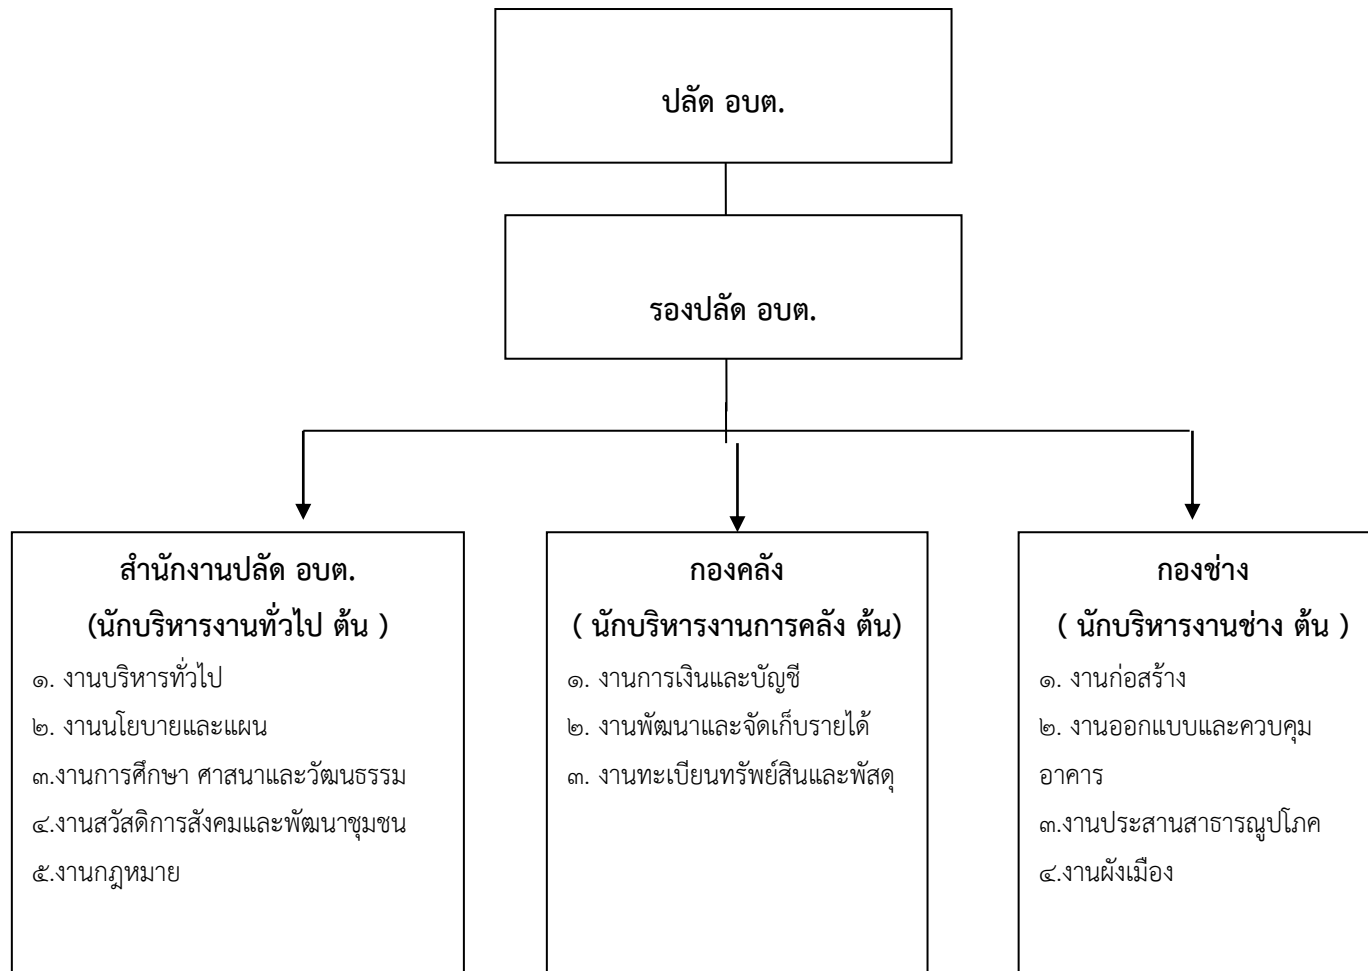 ปลัด อบต.
รองปลัด อบต.
สำนักงานปลัด อบต.
(นักบริหารงานทั่วไป ต้น )
๑. งานบริหารทั่วไป
๒. งานนโยบายและแผน
๓.งานการศึกษา ศาสนาและวัฒนธรรม
๔.งานสวัสดิการสังคมและพัฒนาชุมชน
๕.งานกฎหมาย
กองคลัง
( นักบริหารงานการคลัง ต้น)
๑. งานการเงินและบัญชี
๒. งานพัฒนาและจัดเก็บรายได้
๓. งานทะเบียนทรัพย์สินและพัสดุ
กองช่าง
( นักบริหารงานช่าง ต้น )
๑. งานก่อสร้าง
๒. งานออกแบบและควบคุม
อาคาร
๓.งานประสานสาธารณูปโภค
๔.งานผังเมือง